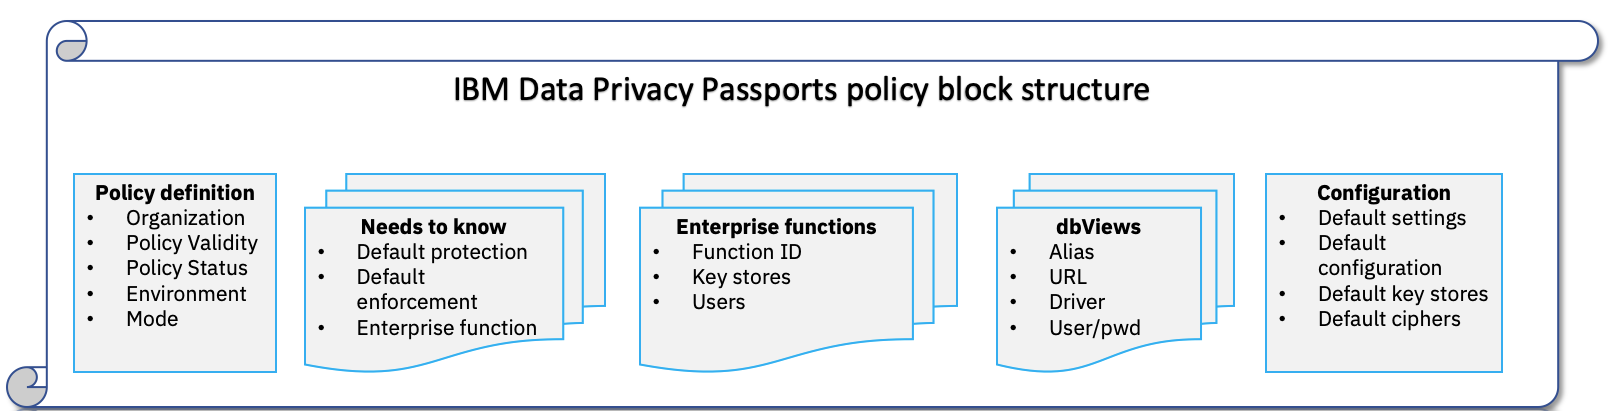 IBM Data Privacy Passports policy block structure
Policy definition
• Organization
• Policy Validity
• Policy Status
• Environment
• Mode
Needs to know
• Default protection
• Default
enforcement
• Enterprise function
Enterprise functions
• Function ID
• Key stores
• Users
dbViews
• Alias
• URL
• Driver
• User/pwd
Configuration
• Default settings
• Default
configuration
• Default key stores
• Default ciphers